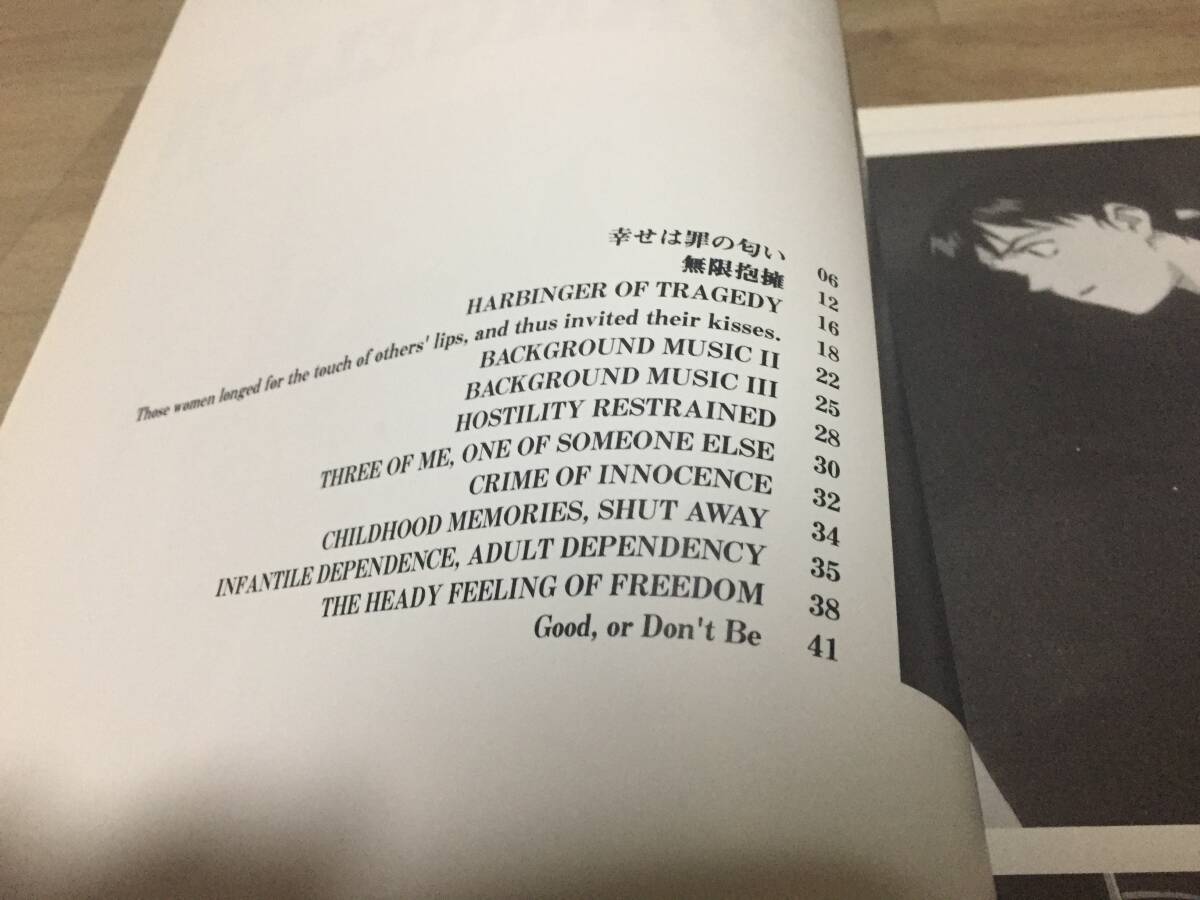 幸せは罪の匂い 06
無限抱擁 12
HARBINGER OF TRAGEDY 16
Those women longed for the touch of others' lips, and thus invited their kisses. 18
BACKGROUND MUSIC II 22
BACKGROUND MUSIC III 25
HOSTILITY RESTRAINED 28
THREE OF ME, ONE OF SOMEONE ELSE 30
CRIME OF INNOCENCE 32
CHILDHOOD MEMORIES, SHUT AWAY 34
INFANTILE DEPENDENCE, ADULT DEPENDENCY 35
THE HEADY FEELING OF FREEDOM 38
Good, or Don't Be 41